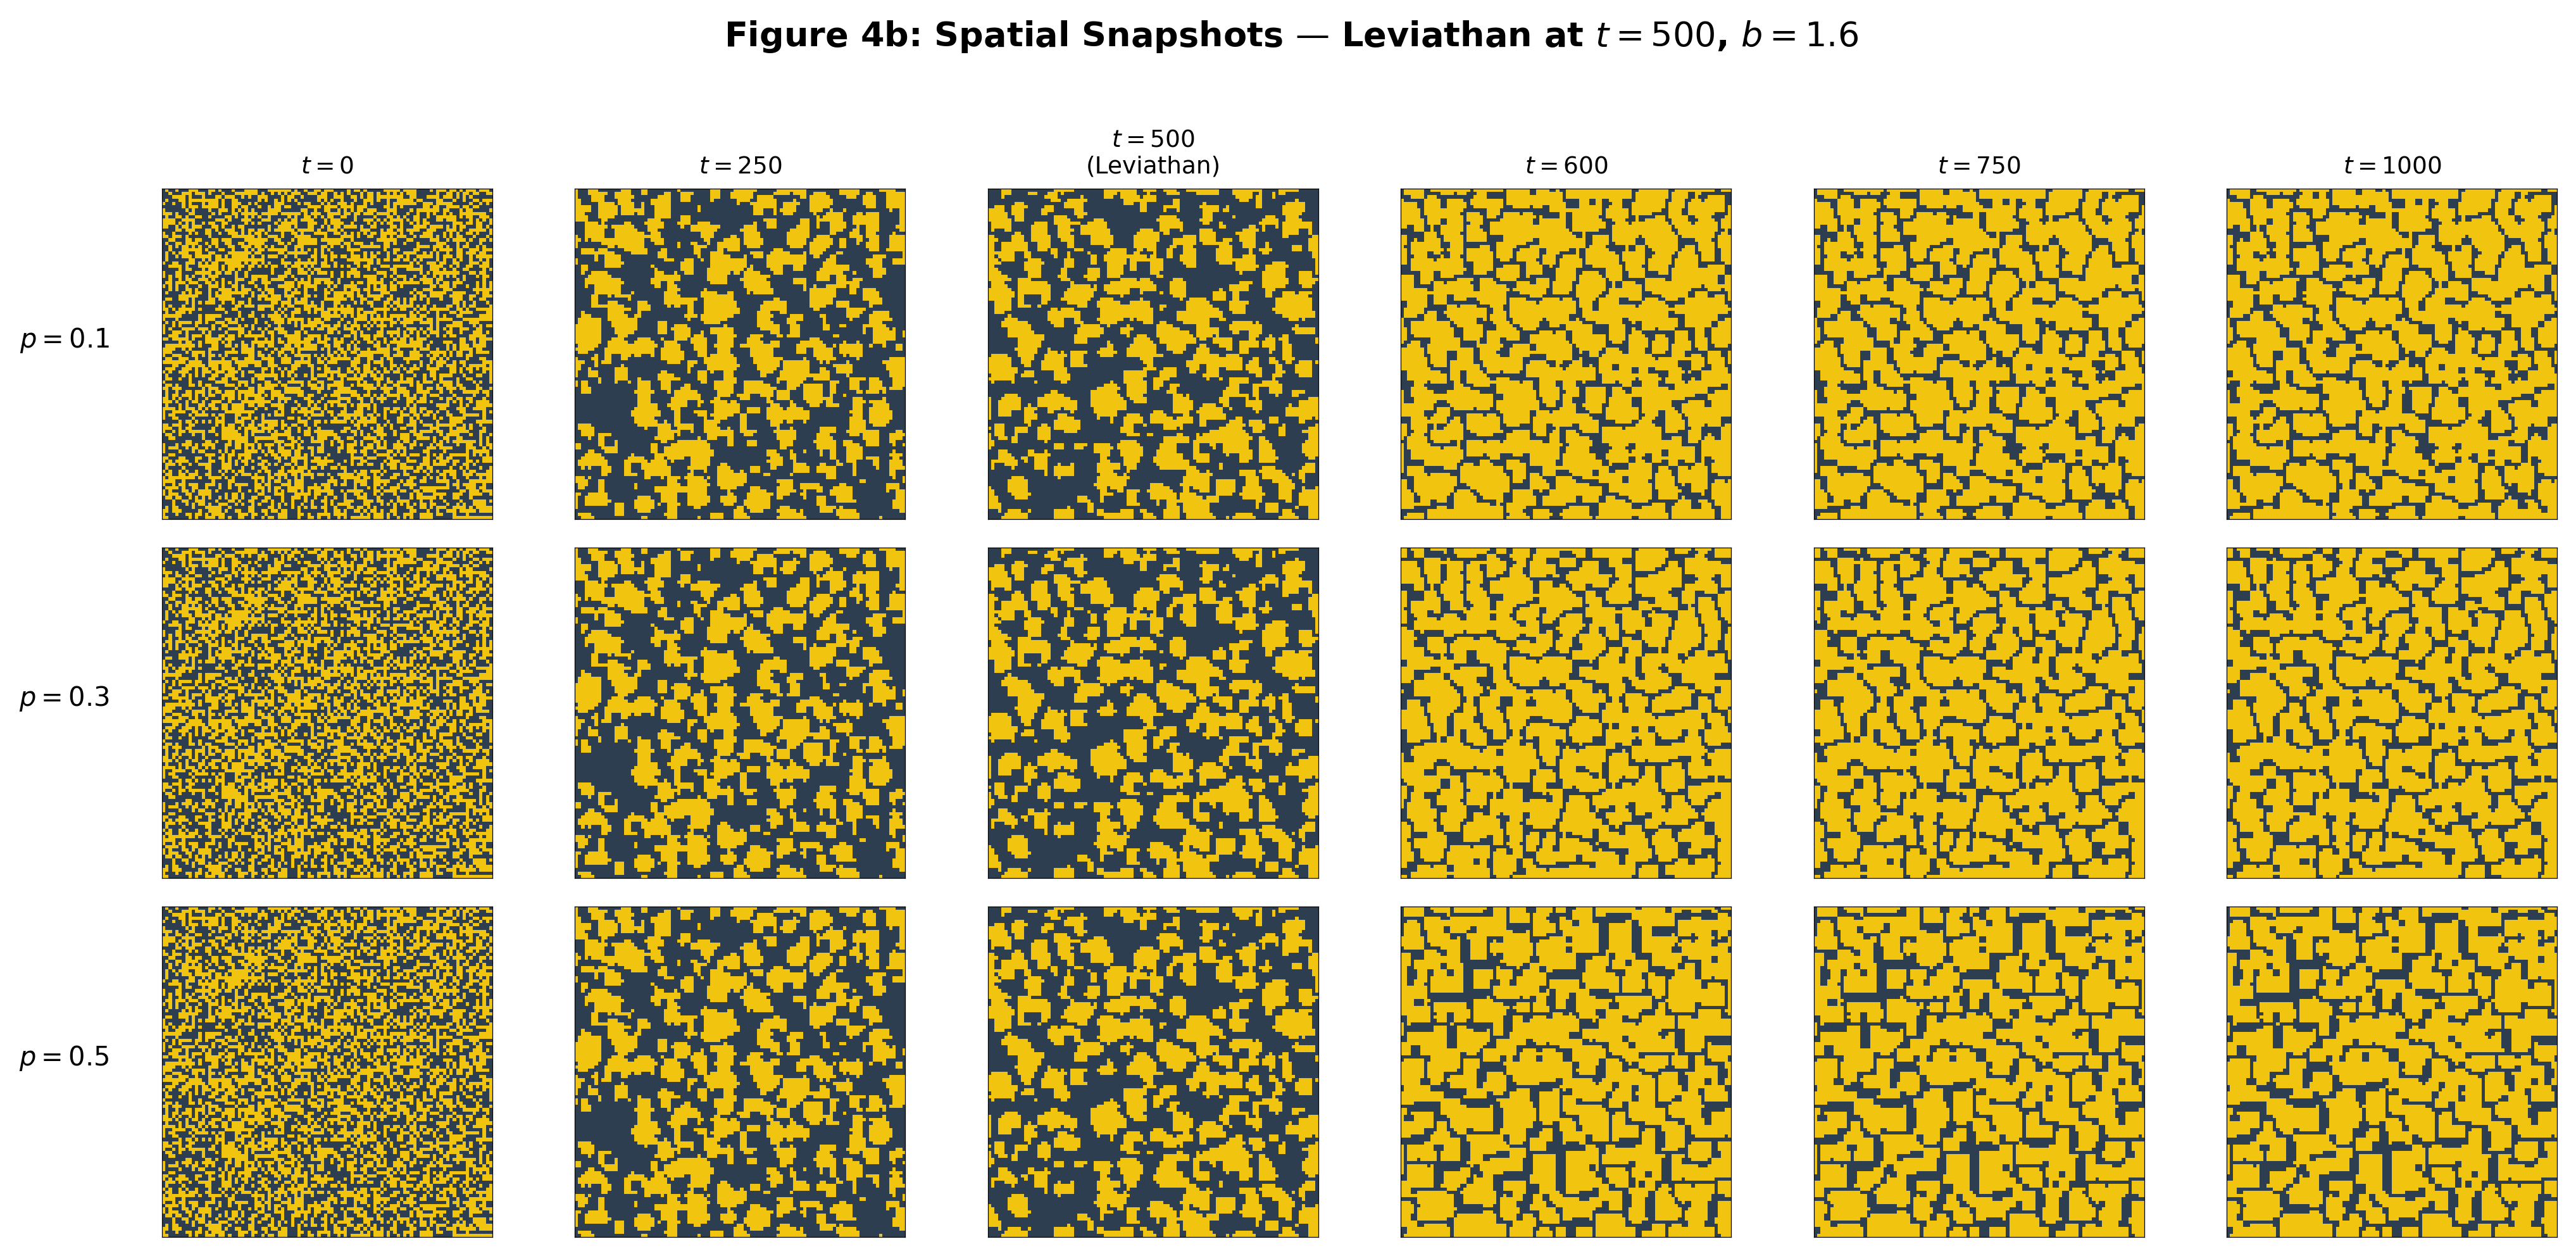 Figure 4b: Spatial Snapshots — Leviathan at t = 500, b = 1.6
t = 0
t = 250
t = 500
(Leviathan)
t = 600
t = 750
t = 1000
p = 0.1
p = 0.3
p = 0.5